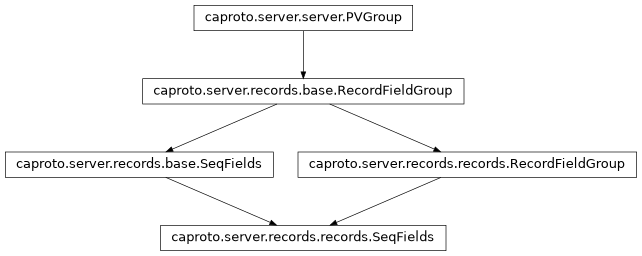 caproto.server.server.PVGroup
caproto.server.records.base.RecordFieldGroup
caproto.server.records.base.SeqFields
caproto.server.records.records.RecordFieldGroup
caproto.server.records.records.SeqFields